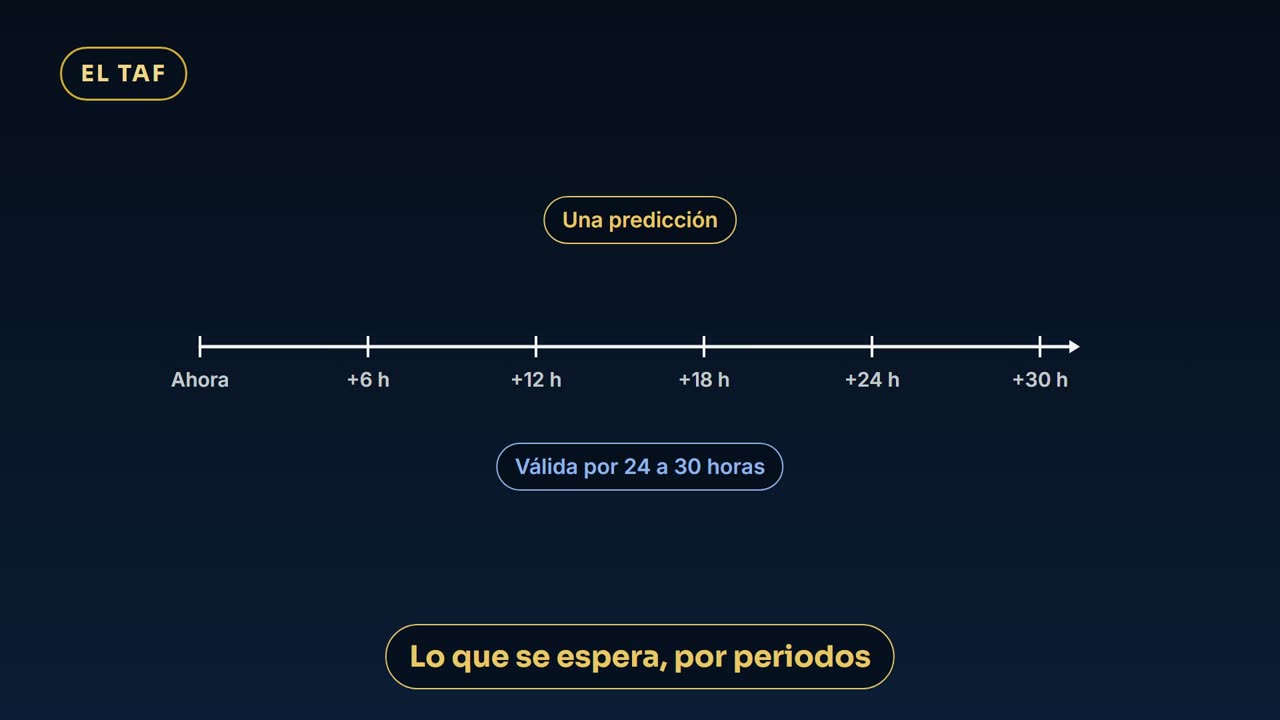 EL TAF
Una predicción
Ahora
+6 h
+12 h
+18 h
+24 h
+30 h
Válida por 24 a 30 horas
Lo que se espera, por periodos